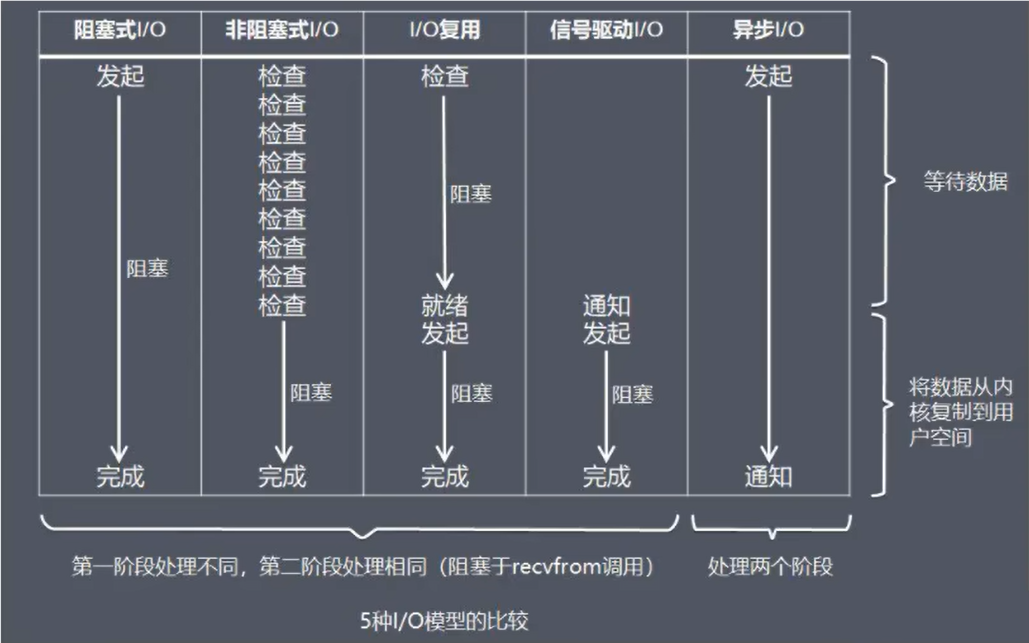 阻塞式I/O 非阻塞式I/O I/O复用 信号驱动I/O 异步I/O
发起 检查 检查 发起
检查
检查
检查
检查
检查
检查
检查
检查
阻塞
阻塞
等待数据
就绪 通知
发起 发起
阻塞 阻塞 阻塞
将数据从内
核复制到用
户空间
完成 完成 完成 完成 通知
第一阶段处理不同，第二阶段处理相同（阻塞于recvfrom调用） 处理两个阶段
5种I/O模型的比较